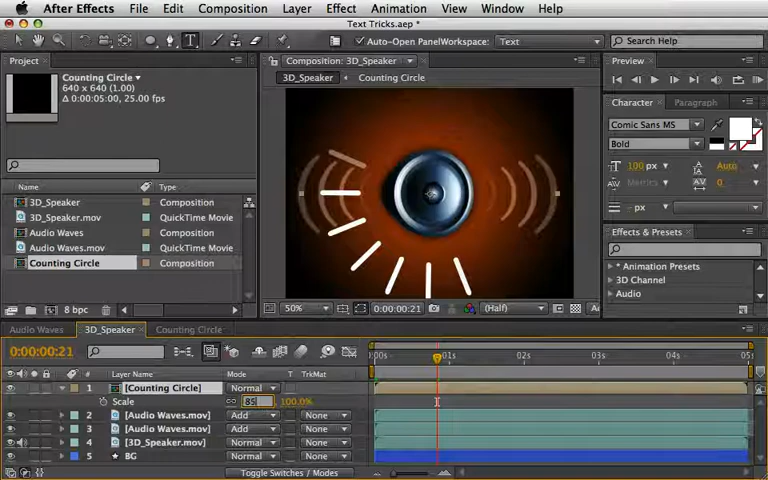 After Effects File Edit Composition Layer Effect Animation View Window Help
Text Tricks.aep *
Auto-Open Panel Workspace: Text Search Help
Project Composition: 3D_Speaker Preview
Counting Circle 3D_Speaker Counting Circle
640 x 640 (1.00)
Δ 0:00:05:00, 25.00 fps
Character Paragraph
Comic Sans MS
Bold
100 px Auto
Metrics 0
- px
Name Type
3D_Speaker Composition
3D_Speaker.mov QuickTime Movie
Audio Waves Composition
Audio Waves.mov QuickTime Movie
Counting Circle Composition
Effects & Presets
* Animation Presets
3D Channel
Audio
8 bpc 50% 0:00:00:21 (Half)
Audio Waves 3D_Speaker Counting Circle
0:00:00:21
# Layer Name Mode T TrkMat
:00s 01s 02s 03s 04s 05s
1 [Counting Circle] Normal
Scale 85 100.0%
2 [Audio Waves.mov] Add None
3 [Audio Waves.mov] Add None
4 [3D_Speaker.mov] Normal None
5 BG Normal None
Toggle Switches / Modes